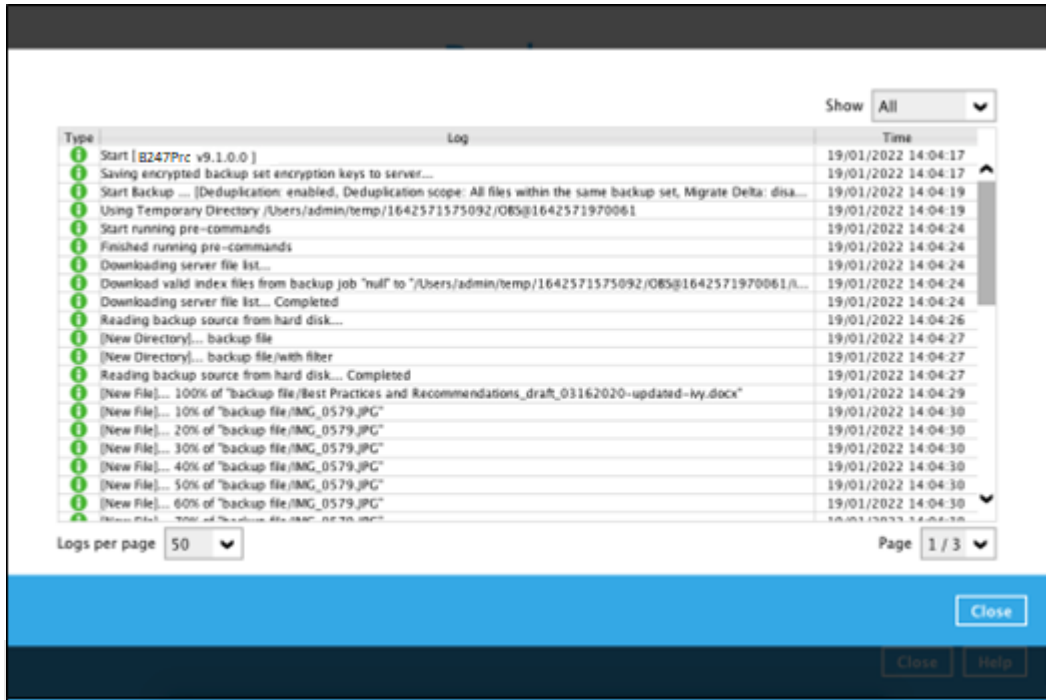 Show All
Type Log Time
Start [ B247Prc v9.1.0.0 ] 19/01/2022 14:04:17
Saving encrypted backup set encryption keys to server... 19/01/2022 14:04:17
Start Backup ... [Deduplication: enabled, Deduplication scope: All files within the same backup set, Migrate Delta: disa... 19/01/2022 14:04:19
Using Temporary Directory /Users/admin/temp/1642571575092/OBS@1642571970061 19/01/2022 14:04:19
Start running pre-commands 19/01/2022 14:04:24
Finished running pre-commands 19/01/2022 14:04:24
Downloading server file list... 19/01/2022 14:04:24
Download valid index files from backup job "null" to "/Users/admin/temp/1642571575092/OBS@1642571970061/i... 19/01/2022 14:04:24
Downloading server file list... Completed 19/01/2022 14:04:24
Reading backup source from hard disk... 19/01/2022 14:04:26
[New Directory]... backup file 19/01/2022 14:04:27
[New Directory]... backup file/with filter 19/01/2022 14:04:27
Reading backup source from hard disk... Completed 19/01/2022 14:04:27
[New File]... 100% of "backup file/Best Practices and Recommendations_draft_03162020-updated-ivy.docx" 19/01/2022 14:04:29
[New File]... 10% of "backup file/IMG_0579.JPG" 19/01/2022 14:04:30
[New File]... 20% of "backup file/IMG_0579.JPG" 19/01/2022 14:04:30
[New File]... 30% of "backup file/IMG_0579.JPG" 19/01/2022 14:04:30
[New File]... 40% of "backup file/IMG_0579.JPG" 19/01/2022 14:04:30
[New File]... 50% of "backup file/IMG_0579.JPG" 19/01/2022 14:04:30
[New File]... 60% of "backup file/IMG_0579.JPG" 19/01/2022 14:04:30
[New File]... 70% of "backup file/IMG_0579.JPG" 19/01/2022 14:04:30
Logs per page 50 Page 1 / 3
Close
Close Help